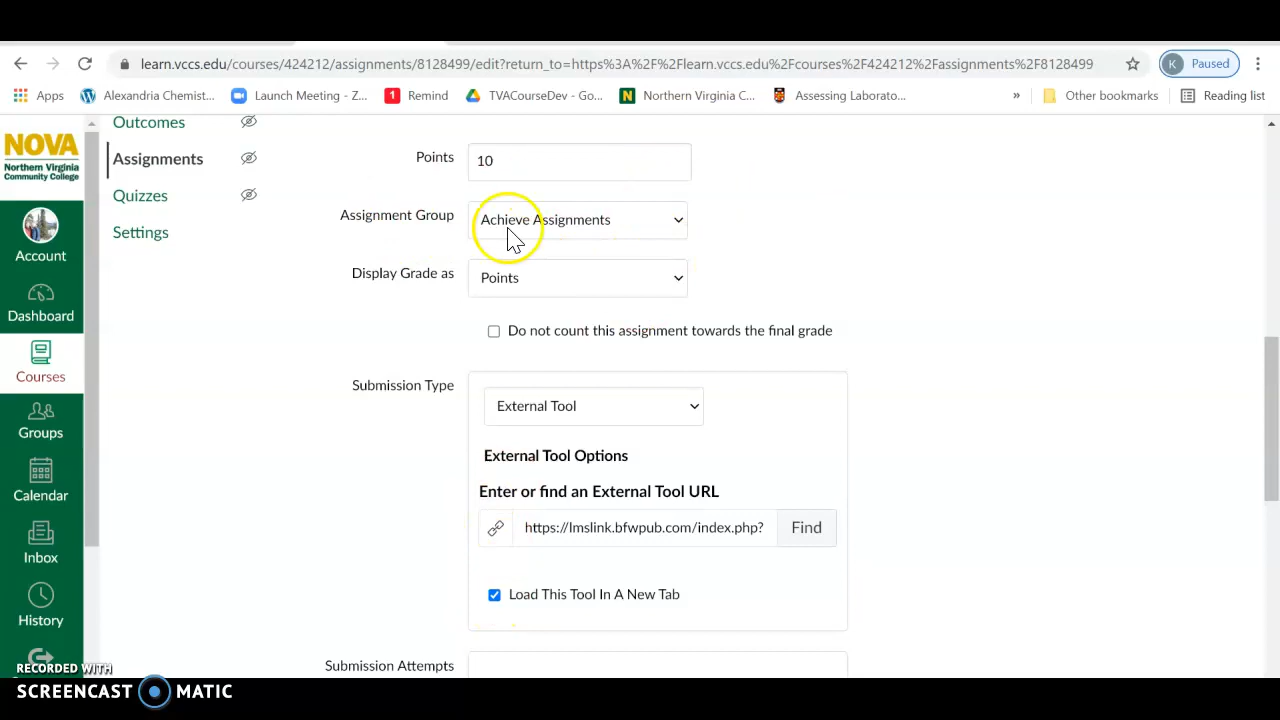 learn.vccs.edu/courses/424212/assignments/8128499/edit?return_to=https%3A%2F%2Flearn.vccs.edu%2Fcourses%2F424212%2Fassignments%2F8128499
K Paused
Apps
Alexandria Chemist...
Launch Meeting - Z...
1 Remind
TVACourseDev - Go...
N Northern Virginia C...
Assessing Laborato...
»
Other bookmarks
Reading list
NOVA
Northern Virginia
Community College
Account
Dashboard
Courses
Groups
Calendar
Inbox
History
Outcomes
Assignments
Quizzes
Settings
Points
10
Assignment Group
Achieve Assignments
Display Grade as
Points
Do not count this assignment towards the final grade
Submission Type
External Tool
External Tool Options
Enter or find an External Tool URL
https://lmslink.bfwpub.com/index.php?
Find
Load This Tool In A New Tab
Submission Attempts
RECORDED WITH
SCREENCAST MATIC